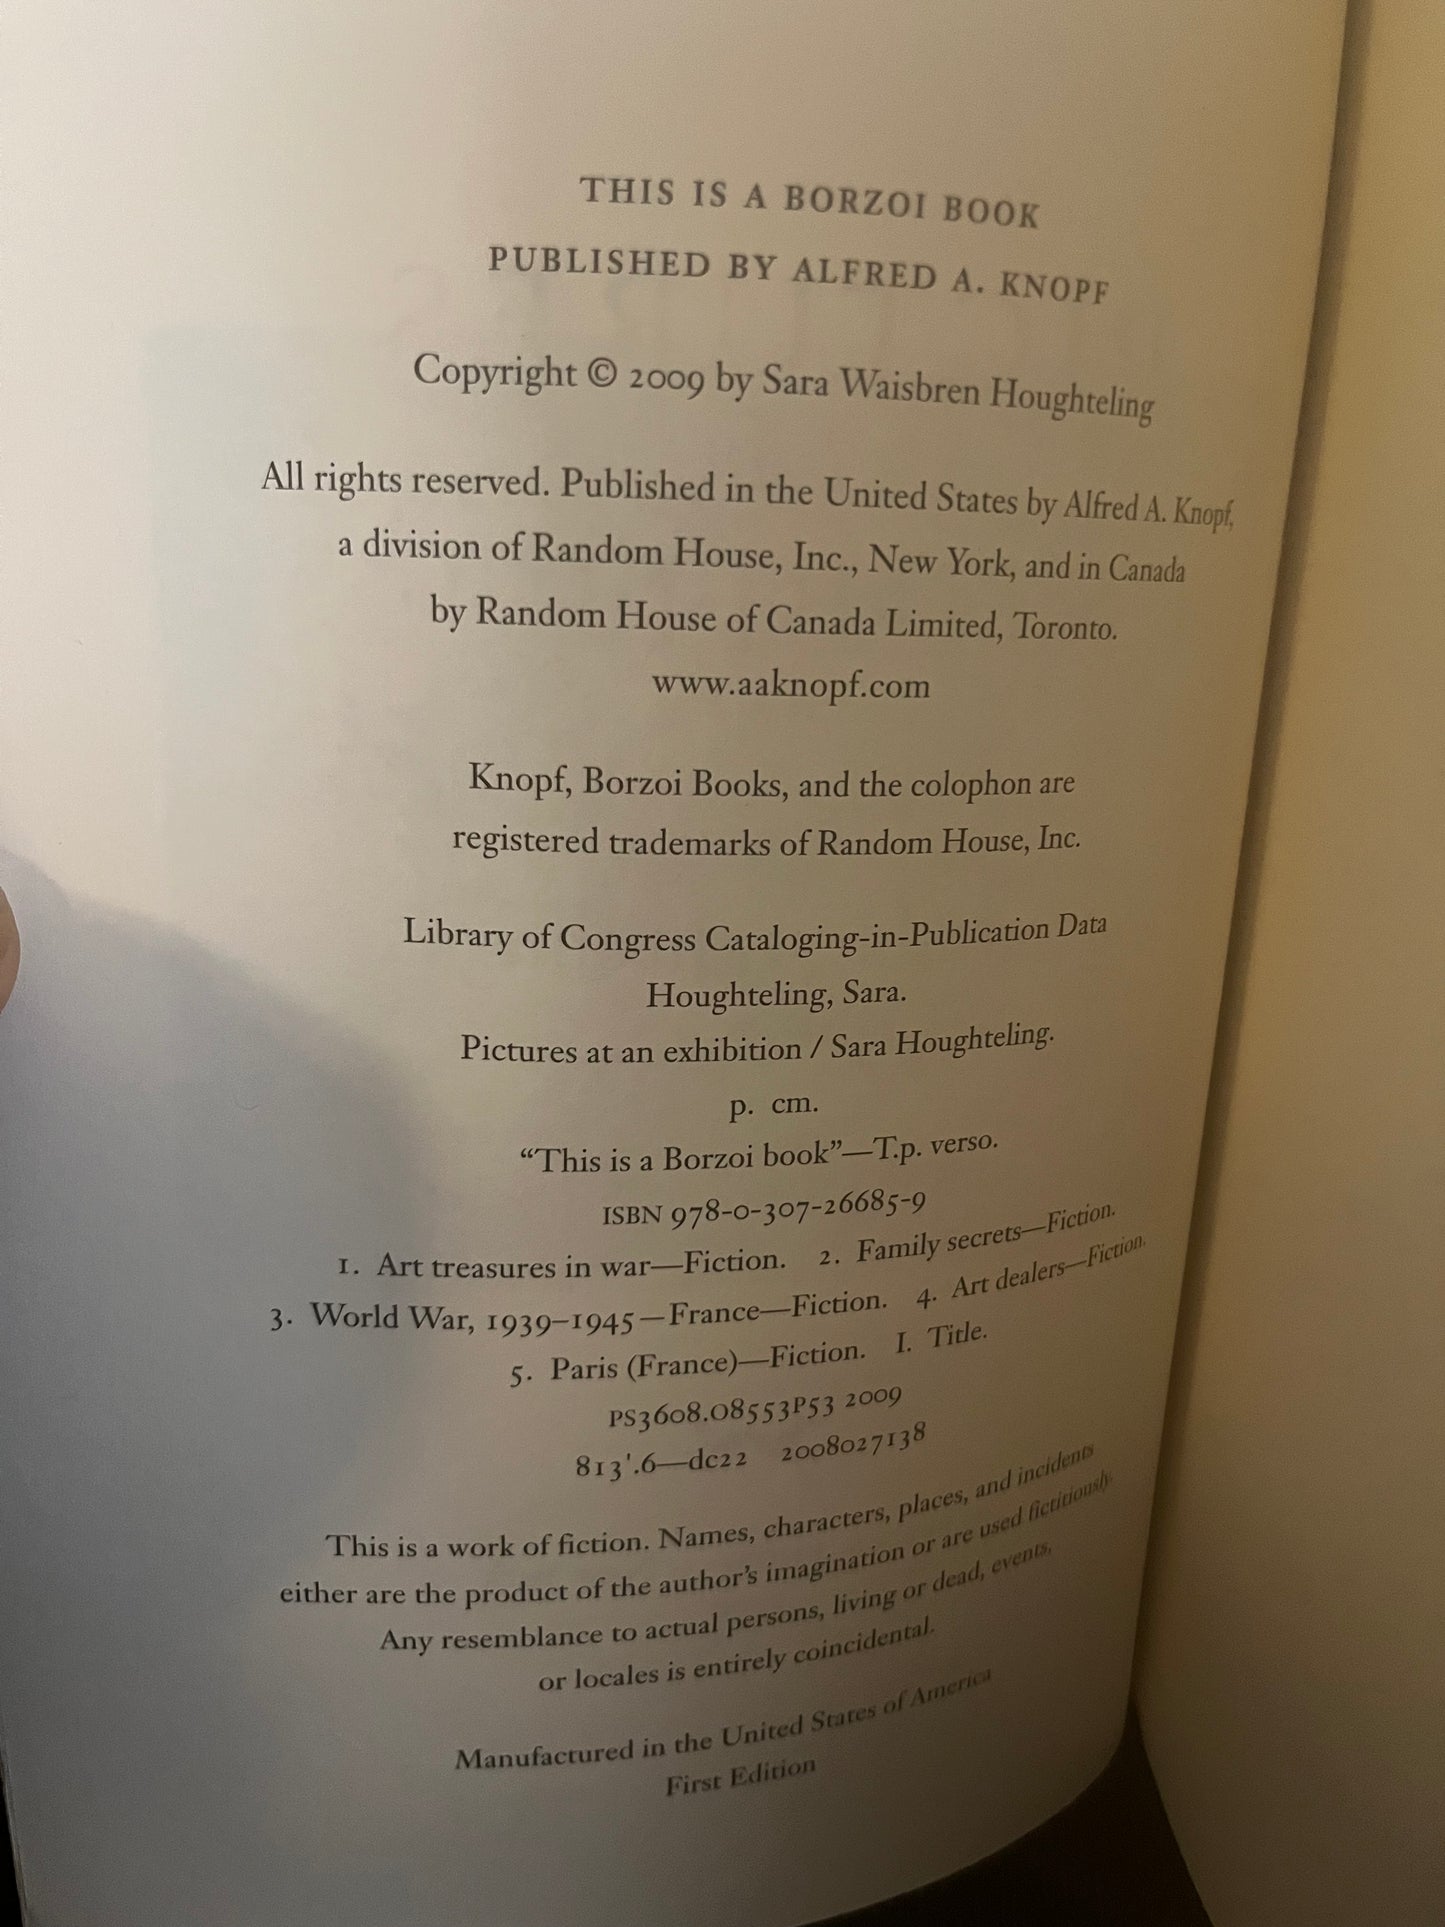 THIS IS A BORZOI BOOK
PUBLISHED BY ALFRED A. KNOPF
Copyright © 2009 by Sara Waisbren Houghteling
All rights reserved. Published in the United States by Alfred A. Knopf,
a division of Random House, Inc., New York, and in Canada
by Random House of Canada Limited, Toronto.
www.aaknopf.com
Knopf, Borzoi Books, and the colophon are
registered trademarks of Random House, Inc.
Library of Congress Cataloging-in-Publication Data
Houghteling, Sara.
Pictures at an exhibition / Sara Houghteling.
p. cm.
“This is a Borzoi book”—T.p. verso.
ISBN 978-0-307-26685-9
1. Art treasures in war—Fiction. 2. Family secrets—Fiction.
3. World War, 1939–1945—France—Fiction. 4. Art dealers—Fiction.
5. Paris (France)—Fiction. I. Title.
PS3608.O8553P53 2009
813'.6—dc22 2008027138
This is a work of fiction. Names, characters, places, and incidents
either are the product of the author’s imagination or are used fictitiously.
Any resemblance to actual persons, living or dead, events,
or locales is entirely coincidental.
Manufactured in the United States of America
First Edition